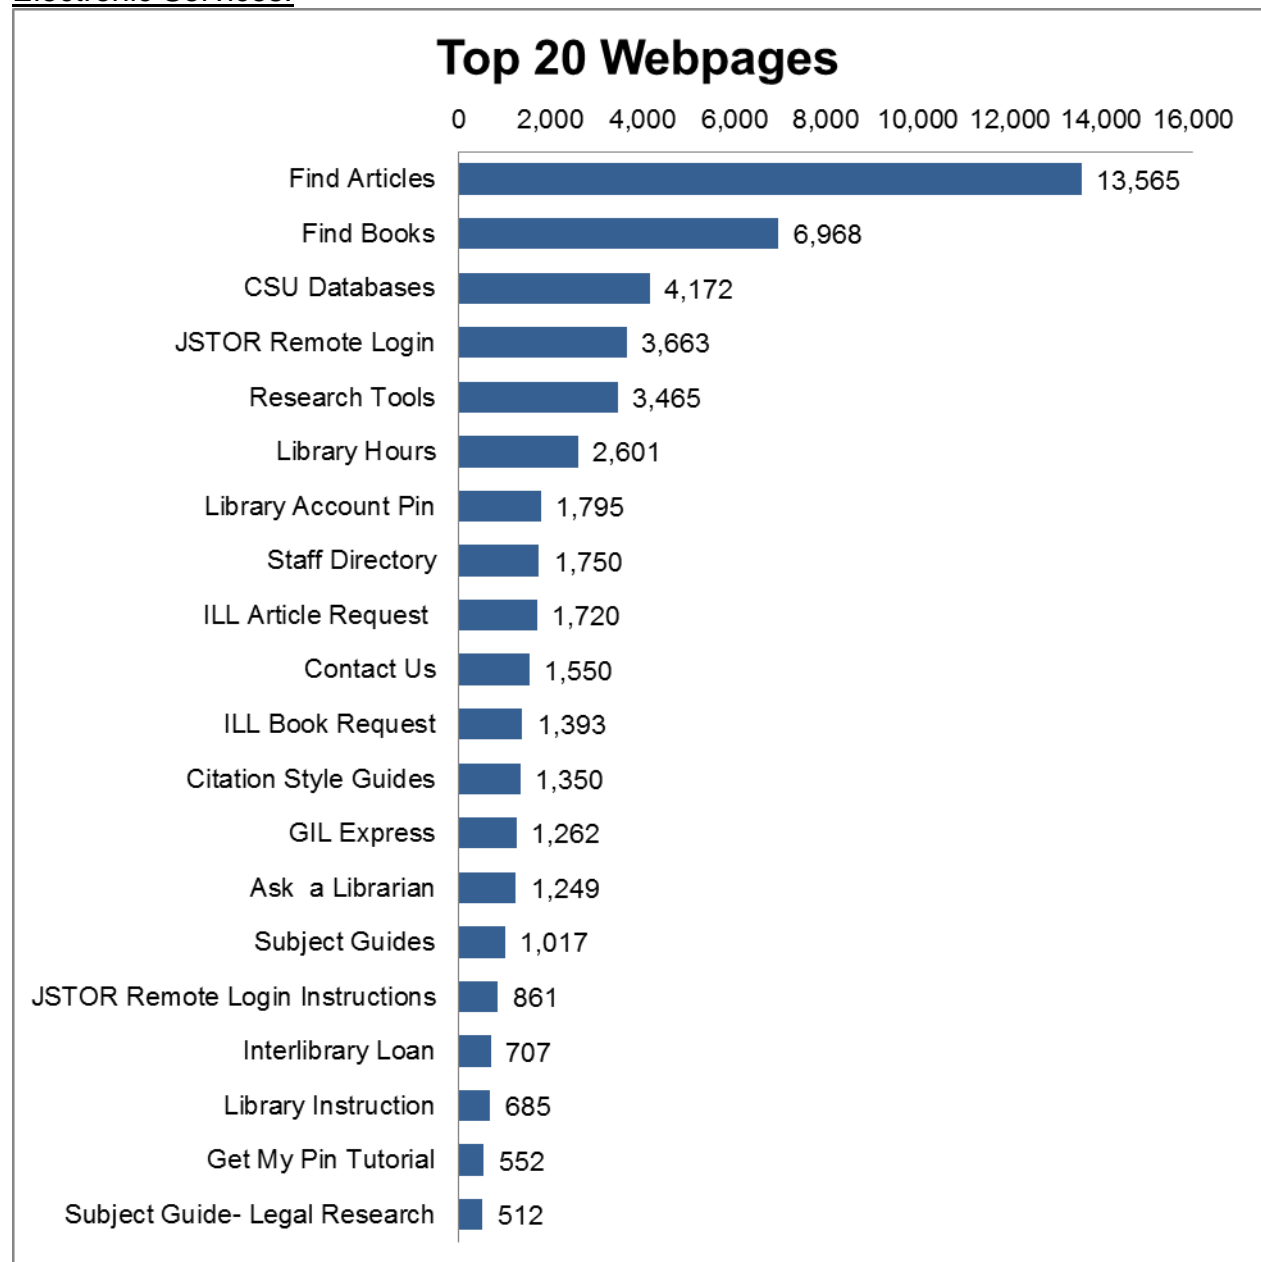 Electronic Services:
Top 20 Webpages
0 2,000 4,000 6,000 8,000 10,000 12,000 14,000 16,000
Find Articles 13,565
Find Books 6,968
CSU Databases 4,172
JSTOR Remote Login 3,663
Research Tools 3,465
Library Hours 2,601
Library Account Pin 1,795
Staff Directory 1,750
ILL Article Request 1,720
Contact Us 1,550
ILL Book Request 1,393
Citation Style Guides 1,350
GIL Express 1,262
Ask  a Librarian 1,249
Subject Guides 1,017
JSTOR Remote Login Instructions 861
Interlibrary Loan 707
Library Instruction 685
Get My Pin Tutorial 552
Subject Guide- Legal Research 512